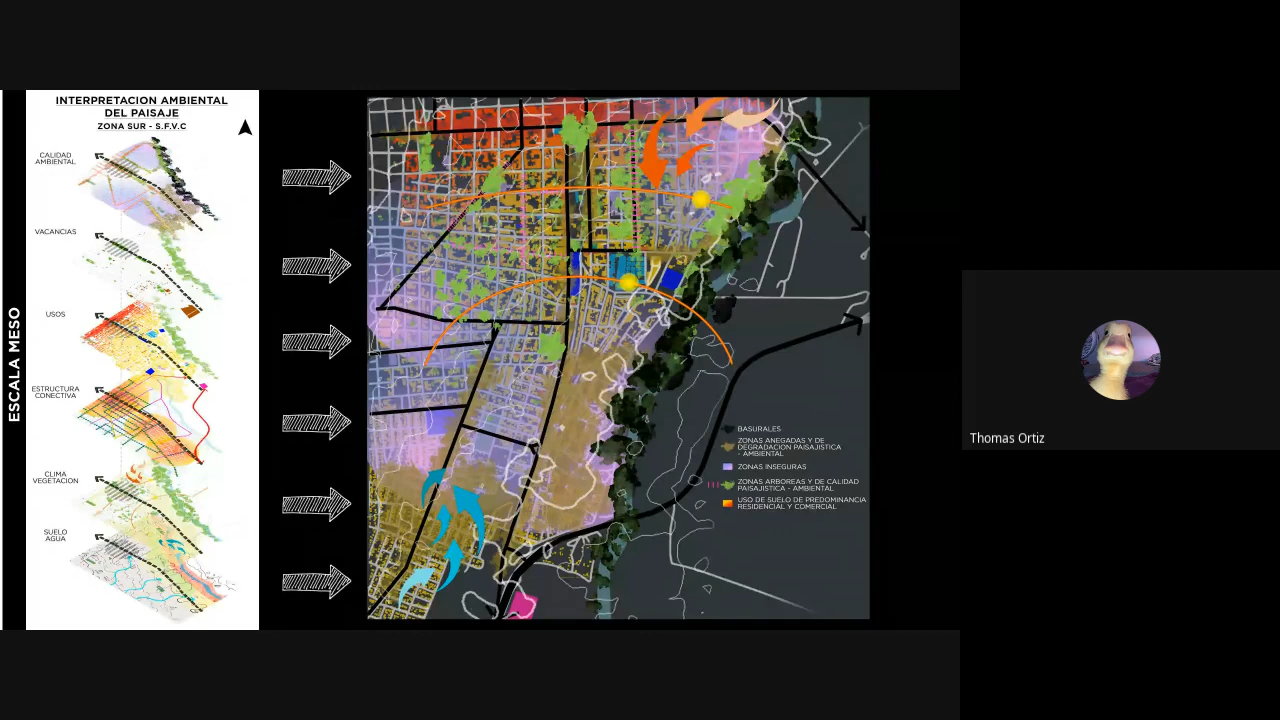 INTERPRETACION AMBIENTAL
DEL PAISAJE
ZONA SUR - S.F.V.C
ESCALA MESO
CALIDAD
AMBIENTAL
VACANCIAS
USOS
ESTRUCTURA
CONECTIVA
CLIMA
VEGETACION
SUELO
AGUA
BASURALES
ZONAS ANEGADAS Y DE
DEGRADACION PAISAJISTICA
- AMBIENTAL
ZONAS INSEGURAS
ZONAS ARBOREAS Y DE CALIDAD
PAISAJISTICA - AMBIENTAL
USO DE SUELO DE PREDOMINANCIA
RESIDENCIAL Y COMERCIAL
Thomas Ortiz